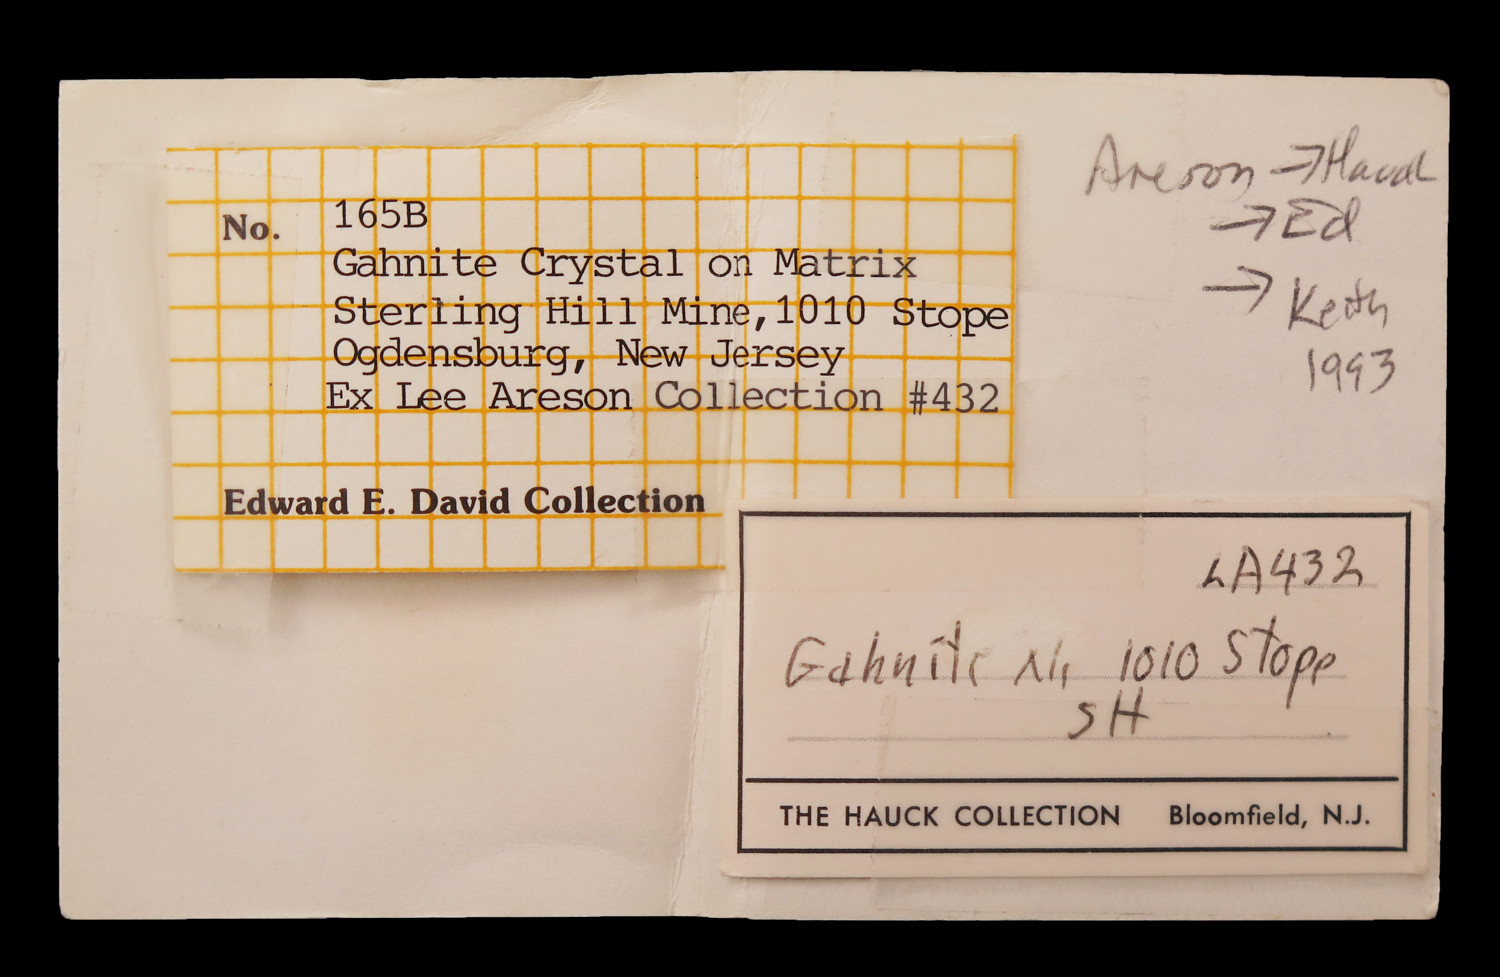 No. 165B
Gahnite Crystal on Matrix
Sterling Hill Mine, 1010 Stope
Ogdensburg, New Jersey
Ex Lee Areson Collection #432
Edward E. David Collection
Areson →
→ Ed
→ Keith
1993
LA432
Gahnite 1010 Stope
SH
THE HAUCK COLLECTION Bloomfield, N.J.